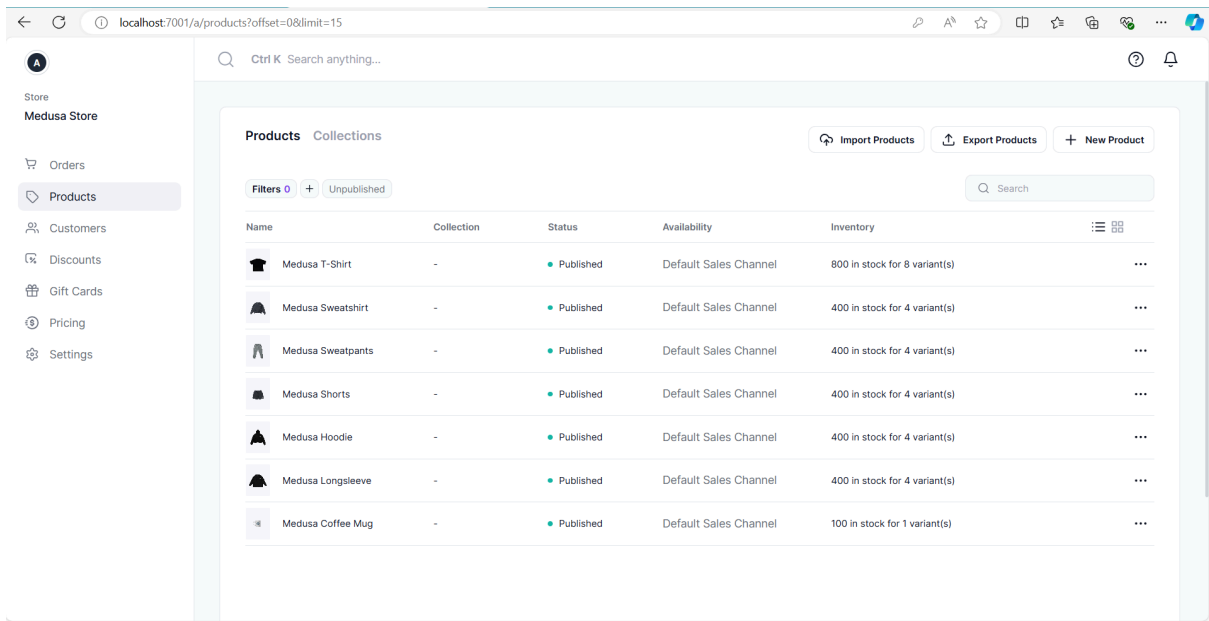 localhost:7001/a/products?offset=0&limit=15
A
Ctrl K Search anything...
Store
Medusa Store
Orders
Products
Customers
Discounts
Gift Cards
Pricing
Settings
Products Collections
Import Products Export Products New Product
Filters 0 + Unpublished
Search
Name Collection Status Availability Inventory
Medusa T-Shirt - Published Default Sales Channel 800 in stock for 8 variant(s)
Medusa Sweatshirt - Published Default Sales Channel 400 in stock for 4 variant(s)
Medusa Sweatpants - Published Default Sales Channel 400 in stock for 4 variant(s)
Medusa Shorts - Published Default Sales Channel 400 in stock for 4 variant(s)
Medusa Hoodie - Published Default Sales Channel 400 in stock for 4 variant(s)
Medusa Longsleeve - Published Default Sales Channel 400 in stock for 4 variant(s)
Medusa Coffee Mug - Published Default Sales Channel 100 in stock for 1 variant(s)